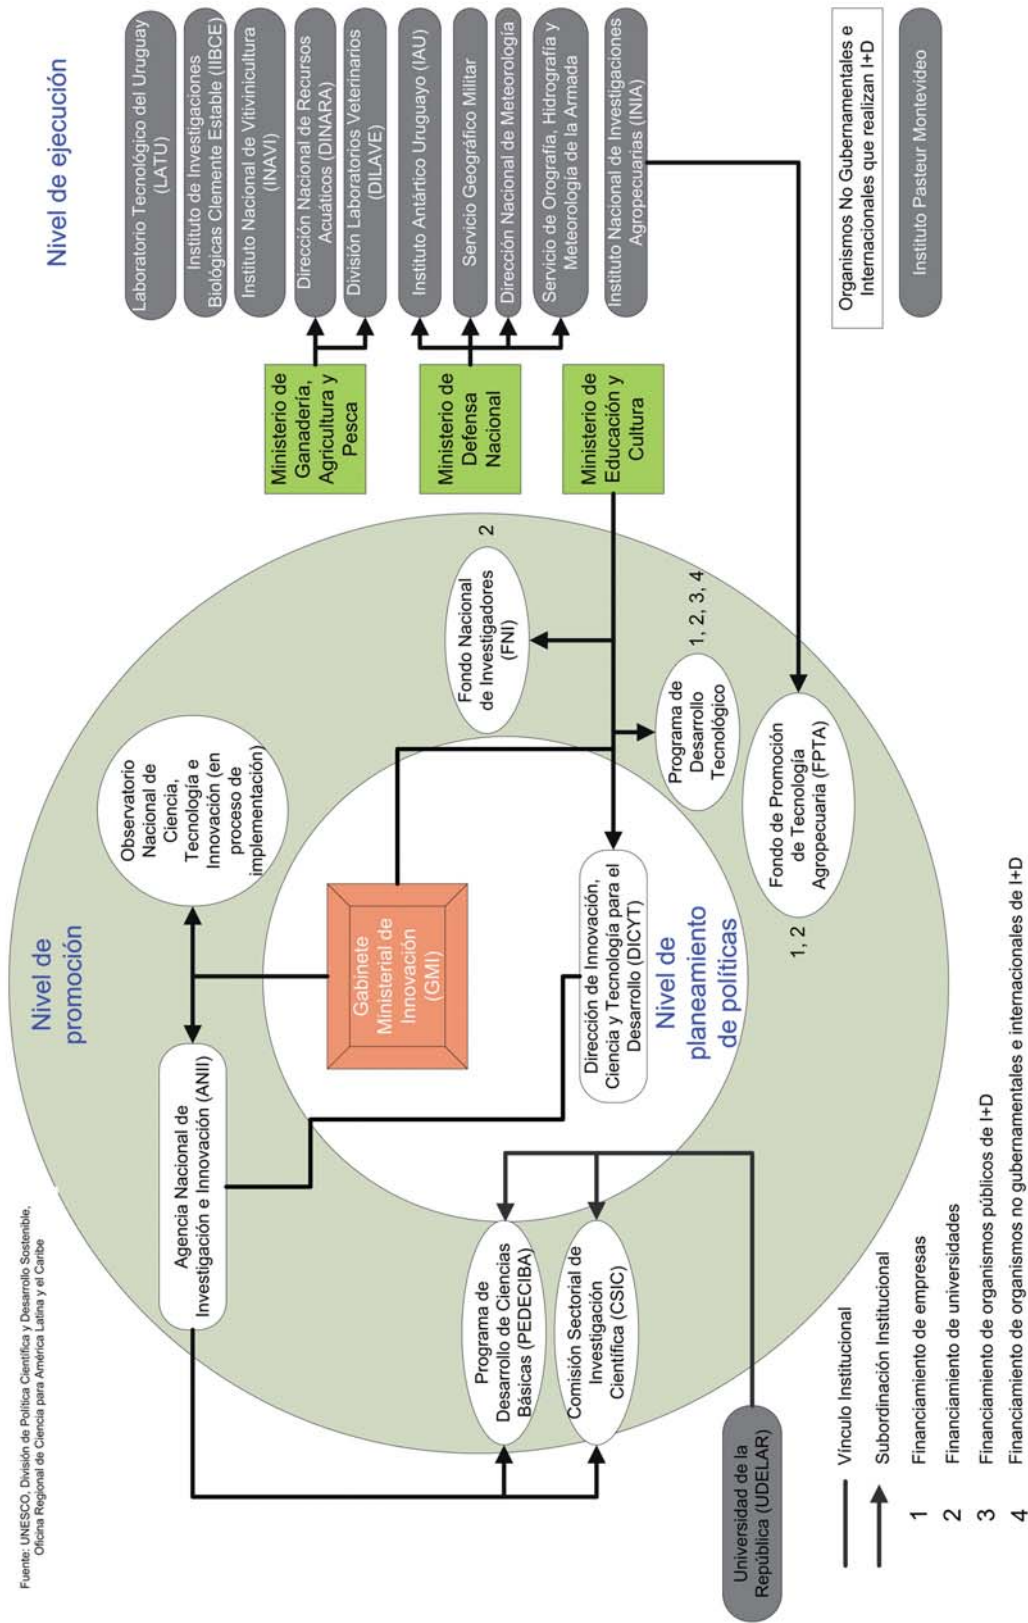 Fuente: UNESCO, División de Política Científica y Desarrollo Sostenible,
Oficina Regional de Ciencia para América Latina y el Caribe
Nivel de
promoción
Nivel de ejecución
Agencia Nacional de
Investigación e Innovación (ANII)
Observatorio
Nacional de
Ciencia,
Tecnología e
Innovación (en
proceso de
implementación)
Gabinete
Ministerial de
Innovación
(GMI)
Fondo Nacional
de Investigadores
(FNI)
2
Dirección de Innovación,
Ciencia y Tecnología para el
Desarrollo (DICYT)
Nivel de
planeamiento
de políticas
Programa de
Desarrollo
Tecnológico
1, 2, 3, 4
Fondo de Promoción
de Tecnología
Agropecuaria (FPTA)
1, 2
Programa de
Desarrollo de Ciencias
Básicas (PEDECIBA)
Comisión Sectorial de
Investigación
Científica (CSIC)
Universidad de la
República (UDELAR)
Ministerio de
Ganadería,
Agricultura y
Pesca
Ministerio de
Defensa
Nacional
Ministerio de
Educación y
Cultura
Laboratorio Tecnológico del Uruguay
(LATU)
Instituto de Investigaciones
Biológicas Clemente Estable (IIBCE)
Instituto Nacional de Vitivinicultura
(INAVI)
Dirección Nacional de Recursos
Acuáticos (DINARA)
División Laboratorios Veterinarios
(DILAVE)
Instituto Antártico Uruguayo (IAU)
Servicio Geográfico Militar
Dirección Nacional de Meteorología
Servicio de Orografía, Hidrografía y
Meteorología de la Armada
Instituto Nacional de Investigaciones
Agropecuarias (INIA)
Organismos No Gubernamentales e
Internacionales que realizan I+D
Instituto Pasteur Montevideo
Vínculo Institucional
Subordinación Institucional
1 Financiamiento de empresas
2 Financiamiento de universidades
3 Financiamiento de organismos públicos de I+D
4 Financiamiento de organismos no gubernamentales e internacionales de I+D